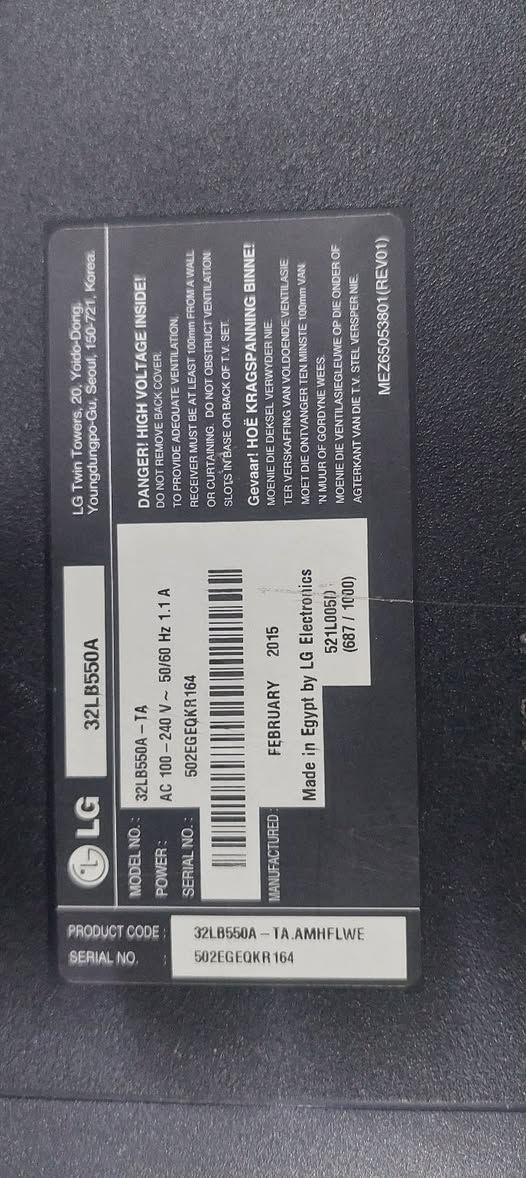 LG
32LB550A
LG Twin Towers, 20, Yoido-Dong,
Youngdungpo-Gu, Seoul, 150-721, Korea.
MODEL NO. : 32LB550A-TA
POWER : AC 100-240 V~ 50/60 Hz 1.1 A
SERIAL NO. : 502EGEQKR164
MANUFACTURED : FEBRUARY 2015
Made in Egypt by LG Electronics
521L005()
(687 / 1000)
DANGER! HIGH VOLTAGE INSIDE!
DO NOT REMOVE BACK COVER.
TO PROVIDE ADEQUATE VENTILATION,
RECEIVER MUST BE AT LEAST 100mm FROM A WALL
OR CURTAINING. DO NOT OBSTRUCT VENTILATION
SLOTS IN BASE OR BACK OF T.V. SET.
Gevaar! HOË KRAGSPANNING BINNE!
MOENIE DIE DEKSEL VERWYDER NIE.
TER VERSKAFFING VAN VOLDOENDE VENTILASIE
MOET DIE ONTVANGER TEN MINSTE 100mm VAN
'N MUUR OF GORDYNE WEES.
MOENIE DIE VENTILASIEGLEUWE OP DIE ONDER OF
AGTERKANT VAN DIE T.V. STEL VERSPER NIE.
MEZ65053801(REV01)
PRODUCT CODE : 32LB550A-TA.AMHFLWE
SERIAL NO. : 502EGEQKR164